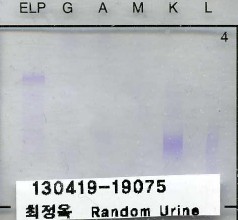 ELP G A M K L
4
130419-19075
최정옥 Random Urine